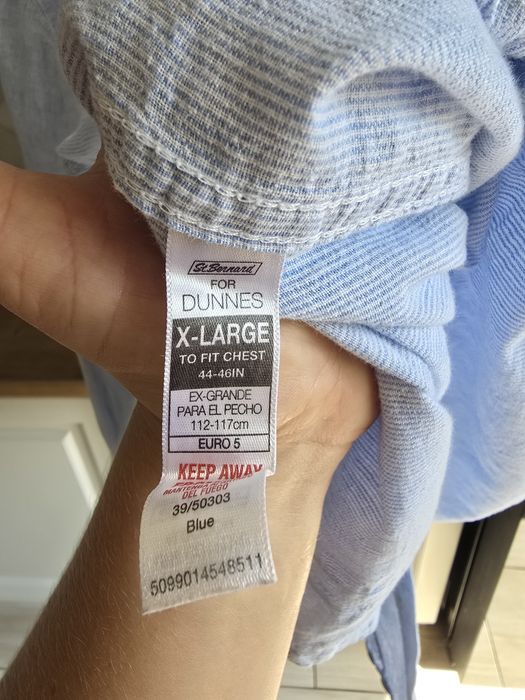 St.Bernard
FOR
DUNNES
X-LARGE
TO FIT CHEST
44-46IN
EX-GRANDE
PARA EL PECHO
112-117cm
EURO 5
KEEP AWAY
MANTENGA
DEL FUEGO
39/50303
Blue
5099014548511